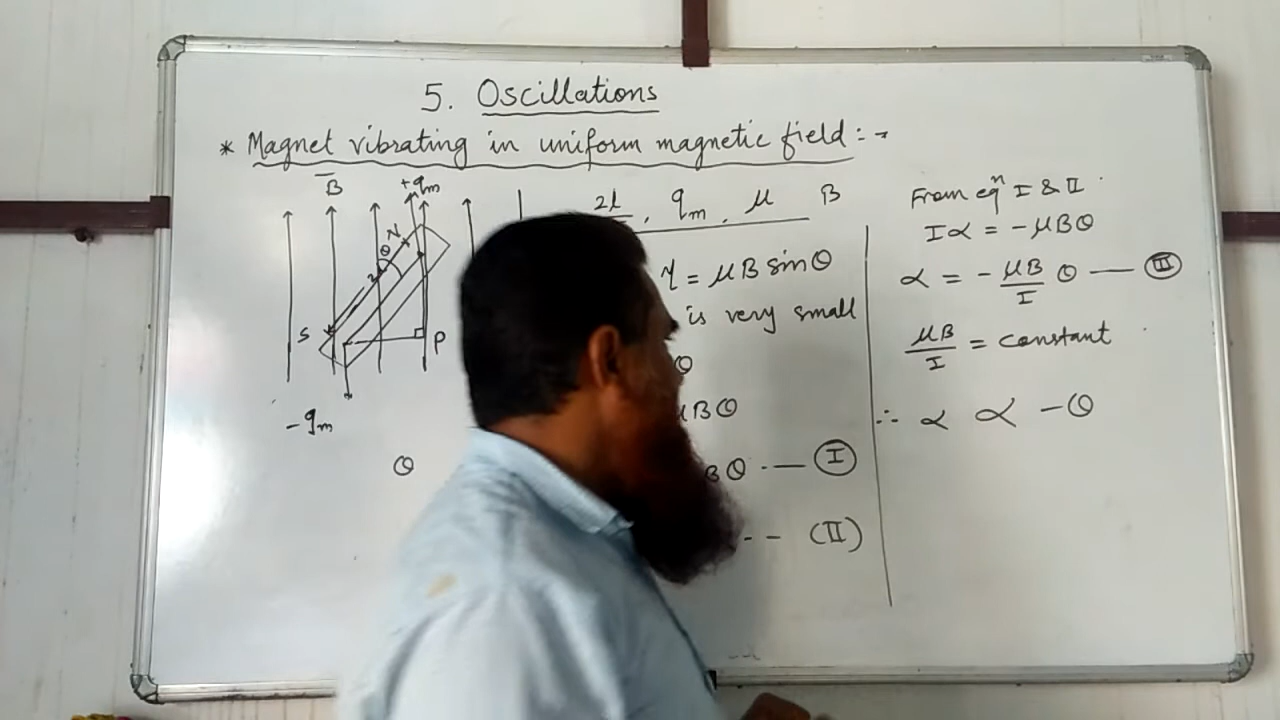 5. Oscillations
* Magnet vibrating in uniform magnetic field :-
B̅
+qm
N
θ
S
P
-qm
θ
2l, qm, μ B
τ = μB sinθ
is very small
θ
μBθ
Bθ — (I)
-- (II)
From eqⁿ I & II
Iα = -μBθ
α = - μB/I θ — (III)
μB/I = constant
∴ α ∝ -θ